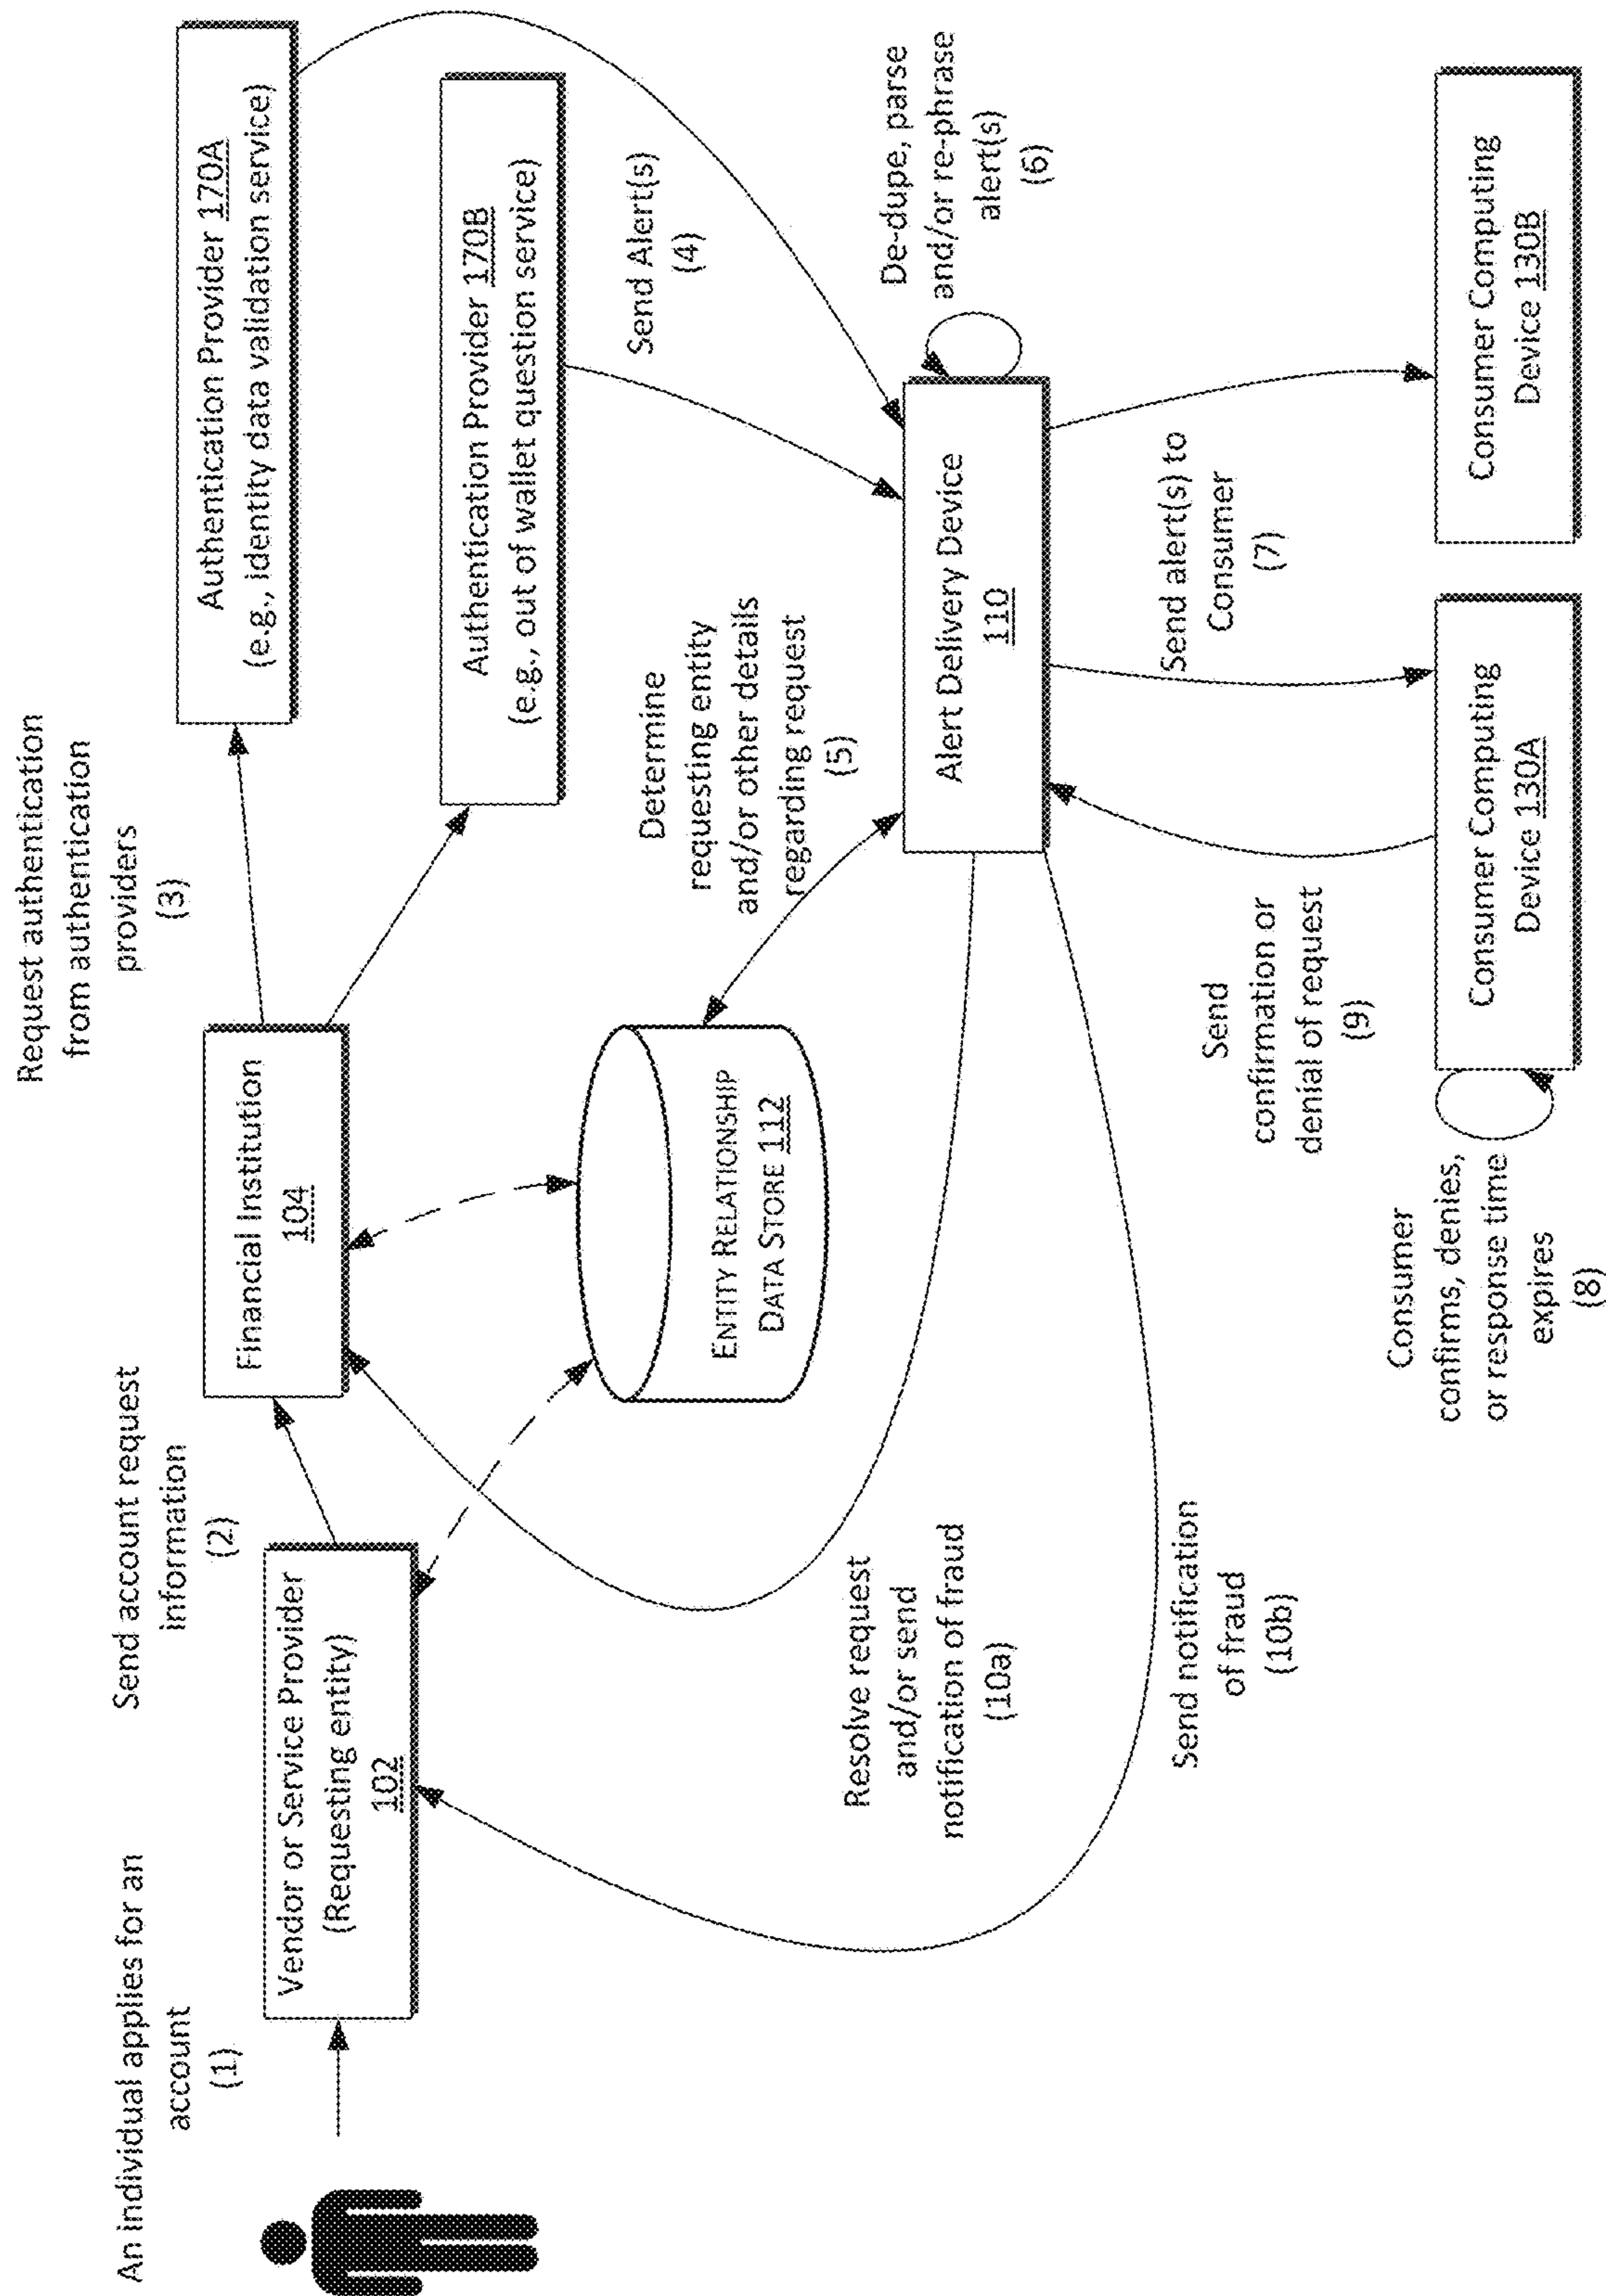 An individual applies for an
account
(1)
Send account request
information
(2)
Request authentication
from authentication
providers
(3)
Vendor or Service Provider
(Requesting entity)
102
Financial Institution
104
Authentication Provider 170A
(e.g., identity data validation service)
Authentication Provider 170B
(e.g., out of wallet question service)
Send Alert(s)
(4)
ENTITY RELATIONSHIP
DATA STORE 112
Determine
requesting entity
and/or other details
regarding request
(5)
De-dupe, parse
and/or re-phrase
alert(s)
(6)
Alert Delivery Device
110
Resolve request
and/or send
notification of fraud
(10a)
Send notification
of fraud
(10b)
Send alert(s) to
Consumer
(7)
Send
confirmation or
denial of request
(9)
Consumer
confirms, denies,
or response time
expires
(8)
Consumer Computing
Device 130A
Consumer Computing
Device 130B